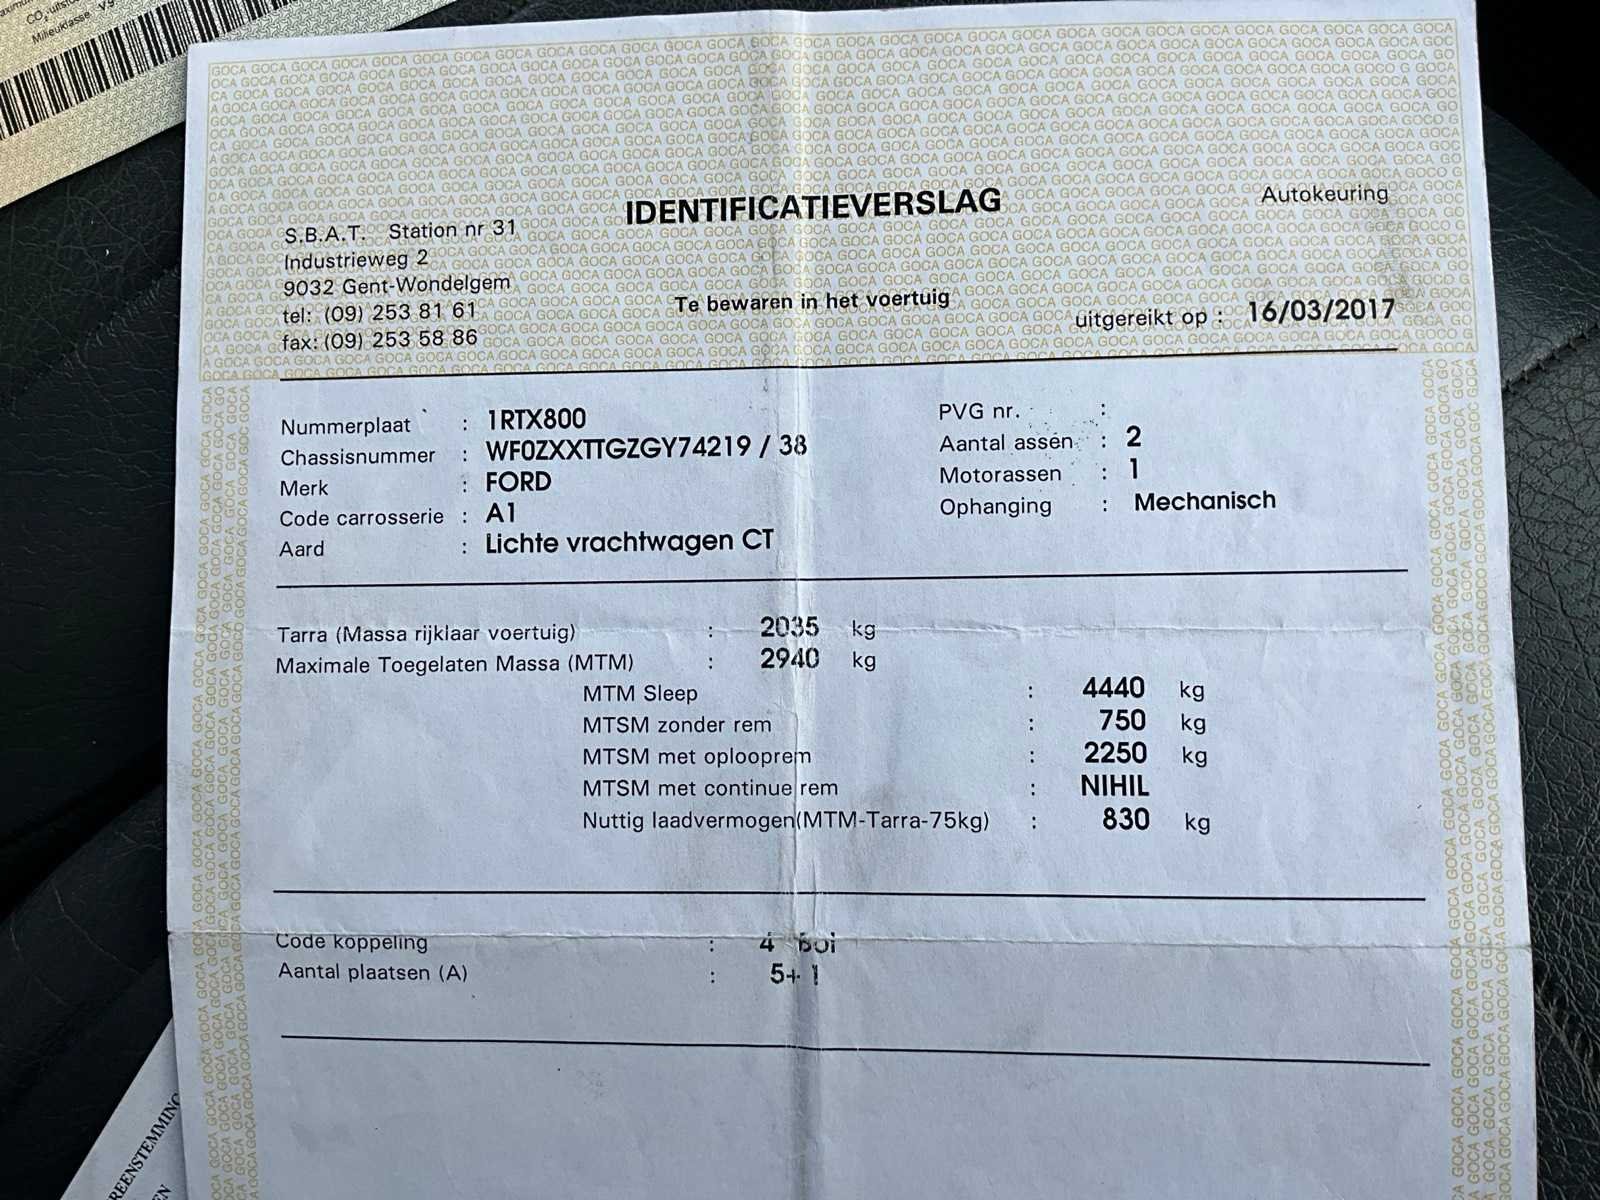 CO₂
Milieuklasse
IDENTIFICATIEVERSLAG
Autokeuring
S.B.A.T. Station nr 31
Industrieweg 2
9032 Gent-Wondelgem
tel: (09) 253 81 61
fax: (09) 253 58 86
Te bewaren in het voertuig
uitgereikt op : 16/03/2017
Nummerplaat : 1RTX800
Chassisnummer : WF0ZXXTTGZGY74219 / 38
Merk : FORD
Code carrosserie : A1
Aard : Lichte vrachtwagen CT
PVG nr. :
Aantal assen : 2
Motorassen : 1
Ophanging : Mechanisch
Tarra (Massa rijklaar voertuig) : 2035 kg
Maximale Toegelaten Massa (MTM) : 2940 kg
MTM Sleep : 4440 kg
MTSM zonder rem : 750 kg
MTSM met oplooprem : 2250 kg
MTSM met continue rem : NIHIL
Nuttig laadvermogen(MTM-Tarra-75kg) : 830 kg
Code koppeling : 4 Bol
Aantal plaatsen (A) : 5+ 1
REENSTEMMING